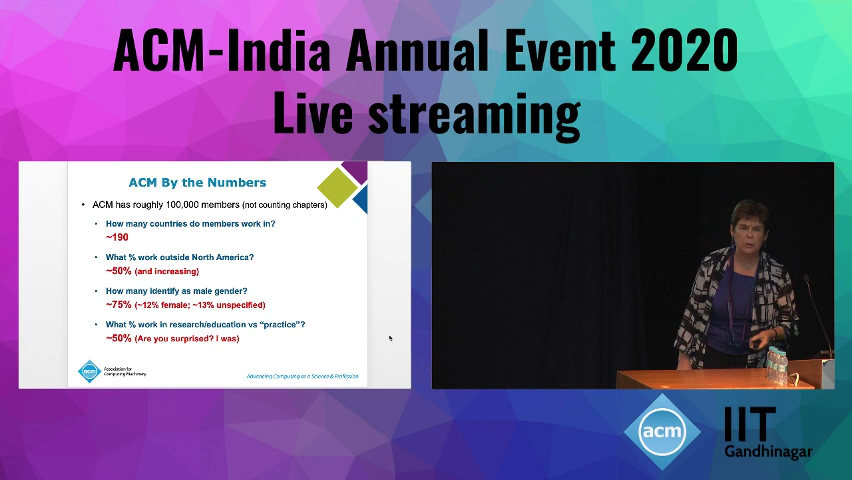 ACM-India Annual Event 2020
Live streaming
ACM By the Numbers
• ACM has roughly 100,000 members (not counting chapters)
• How many countries do members work in?
~190
• What % work outside North America?
~50% (and increasing)
• How many identify as male gender?
~75% (~12% female; ~13% unspecified)
• What % work in research/education vs “practice”?
~50% (Are you surprised? I was)
acm
Association for
Computing Machinery
Advancing Computing as a Science & Profession
acm
IIT
Gandhinagar